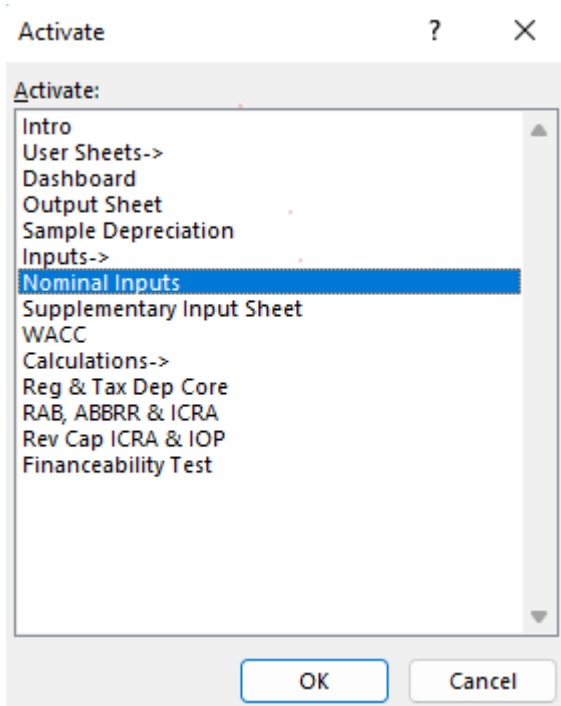 Activate ?
Activate:
Intro
User Sheets->
Dashboard
Output Sheet
Sample Depreciation
Inputs->
Nominal Inputs
Supplementary Input Sheet
WACC
Calculations->
Reg & Tax Dep Core
RAB, ABBRR & ICRA
Rev Cap ICRA & IOP
Financeability Test
OK Cancel